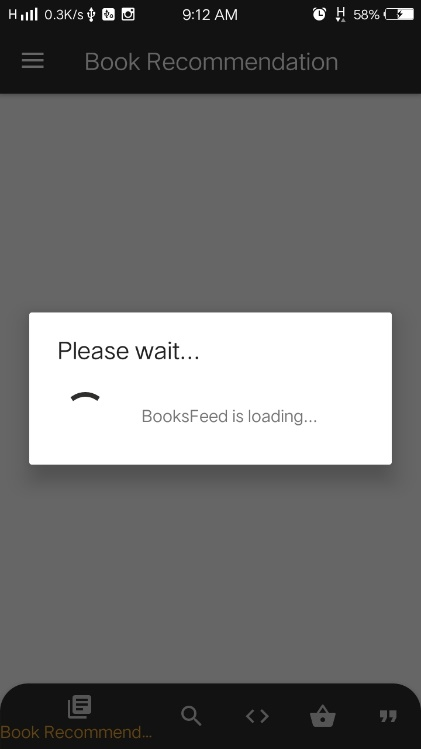 H 0.3K/s 9:12 AM H 58%
Book Recommendation
Please wait...
BooksFeed is loading...
Book Recommend...